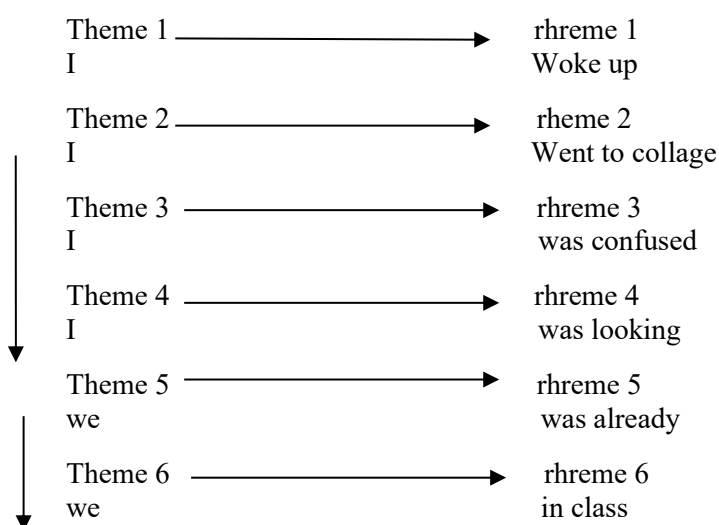 Theme 1 rhreme 1
I Woke up
Theme 2 rheme 2
I Went to collage
Theme 3 rhreme 3
I was confused
Theme 4 rhreme 4
I was looking
Theme 5 rhreme 5
we was already
Theme 6 rhreme 6
we in class